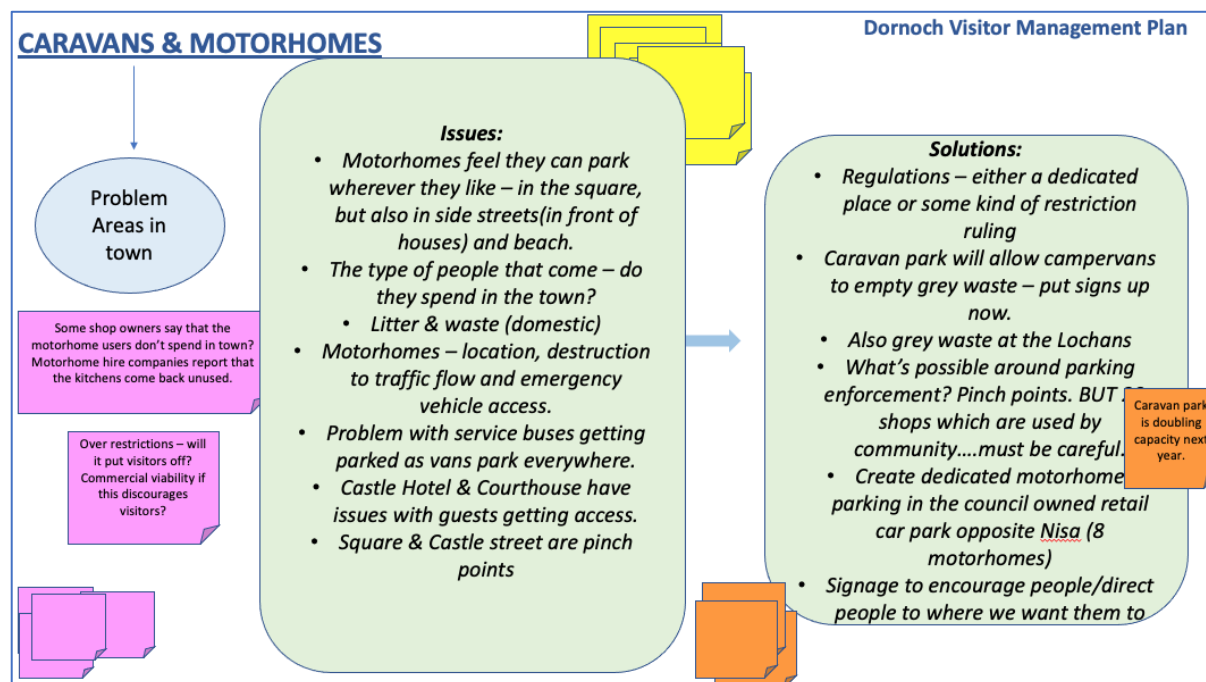 CARAVANS & MOTORHOMES
Dornoch Visitor Management Plan
Problem
Areas in
town
Some shop owners say that the
motorhome users don't spend in town?
Motorhome hire companies report that
the kitchens come back unused.
Over restrictions – will
it put visitors off?
Commercial viability if
this discourages
visitors?
Issues:
• Motorhomes feel they can park
wherever they like – in the square,
but also in side streets(in front of
houses) and beach.
• The type of people that come – do
they spend in the town?
• Litter & waste (domestic)
• Motorhomes – location, destruction
to traffic flow and emergency
vehicle access.
• Problem with service buses getting
parked as vans park everywhere.
• Castle Hotel & Courthouse have
issues with guests getting access.
• Square & Castle street are pinch
points
Solutions:
• Regulations – either a dedicated
place or some kind of restriction
ruling
• Caravan park will allow campervans
to empty grey waste – put signs up
now.
• Also grey waste at the Lochans
• What's possible around parking
enforcement? Pinch points. BUT
shops which are used by
community....must be careful.
• Create dedicated motorhome
parking in the council owned retail
car park opposite Nisa (8
motorhomes)
• Signage to encourage people/direct
people to where we want them to
Caravan park
is doubling
capacity next
year.